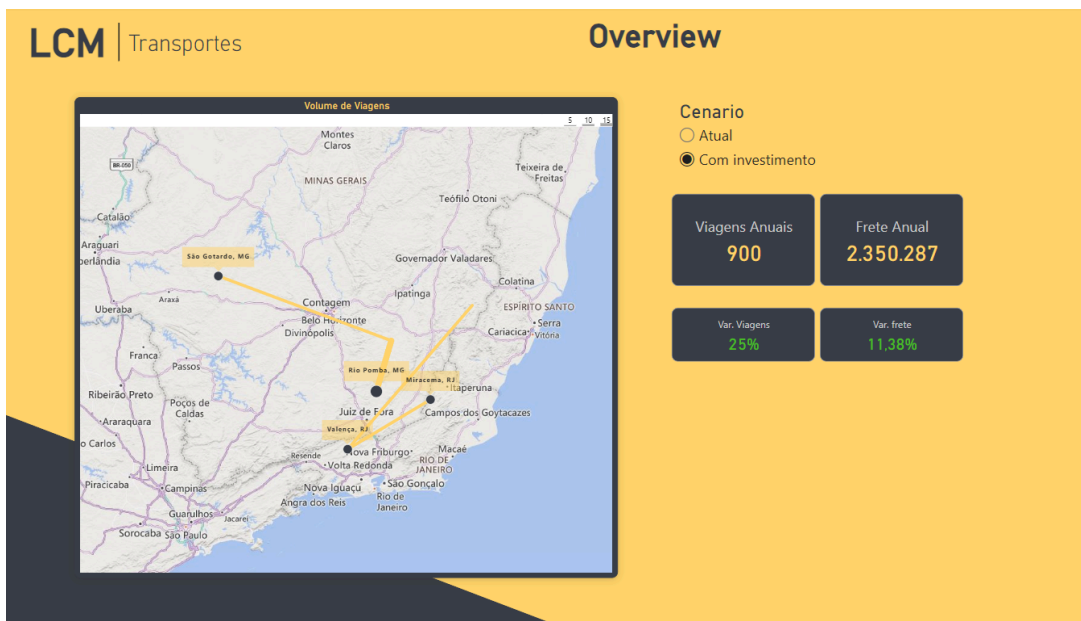 LCM | Transportes
Overview
Volume de Viagens
5 10 15
Montes
Claros
BR-050
Teixeira de
Freitas
MINAS GERAIS
Teófilo Otoni
Catalão
Araguari
perlândia
São Gotardo, MG
Governador Valadares
Colatina
Ipatinga
Araxá
Contagem
ESPÍRITO SANTO
Uberaba
Belo Horizonte
Serra
Cariacica
Vitória
Divinópolis
Franca
Passos
Rio Pomba, MG
Miracema, RJ
Itaperuna
Ribeirão Preto
Poços de
Caldas
Juiz de Fora
Campos dos Goytacazes
Araraquara
Valença, RJ
o Carlos
Resende
Nova Friburgo
Macaé
Volta Redonda
RIO DE
JANEIRO
Limeira
Piracicaba
Campinas
Nova Iguaçu
São Gonçalo
Angra dos Reis
Rio de
Janeiro
Guarulhos
Jacareí
Sorocaba
São Paulo
Cenario
Atual
Com investimento
Viagens Anuais
900
Frete Anual
2.350.287
Var. Viagens
25%
Var. frete
11,38%